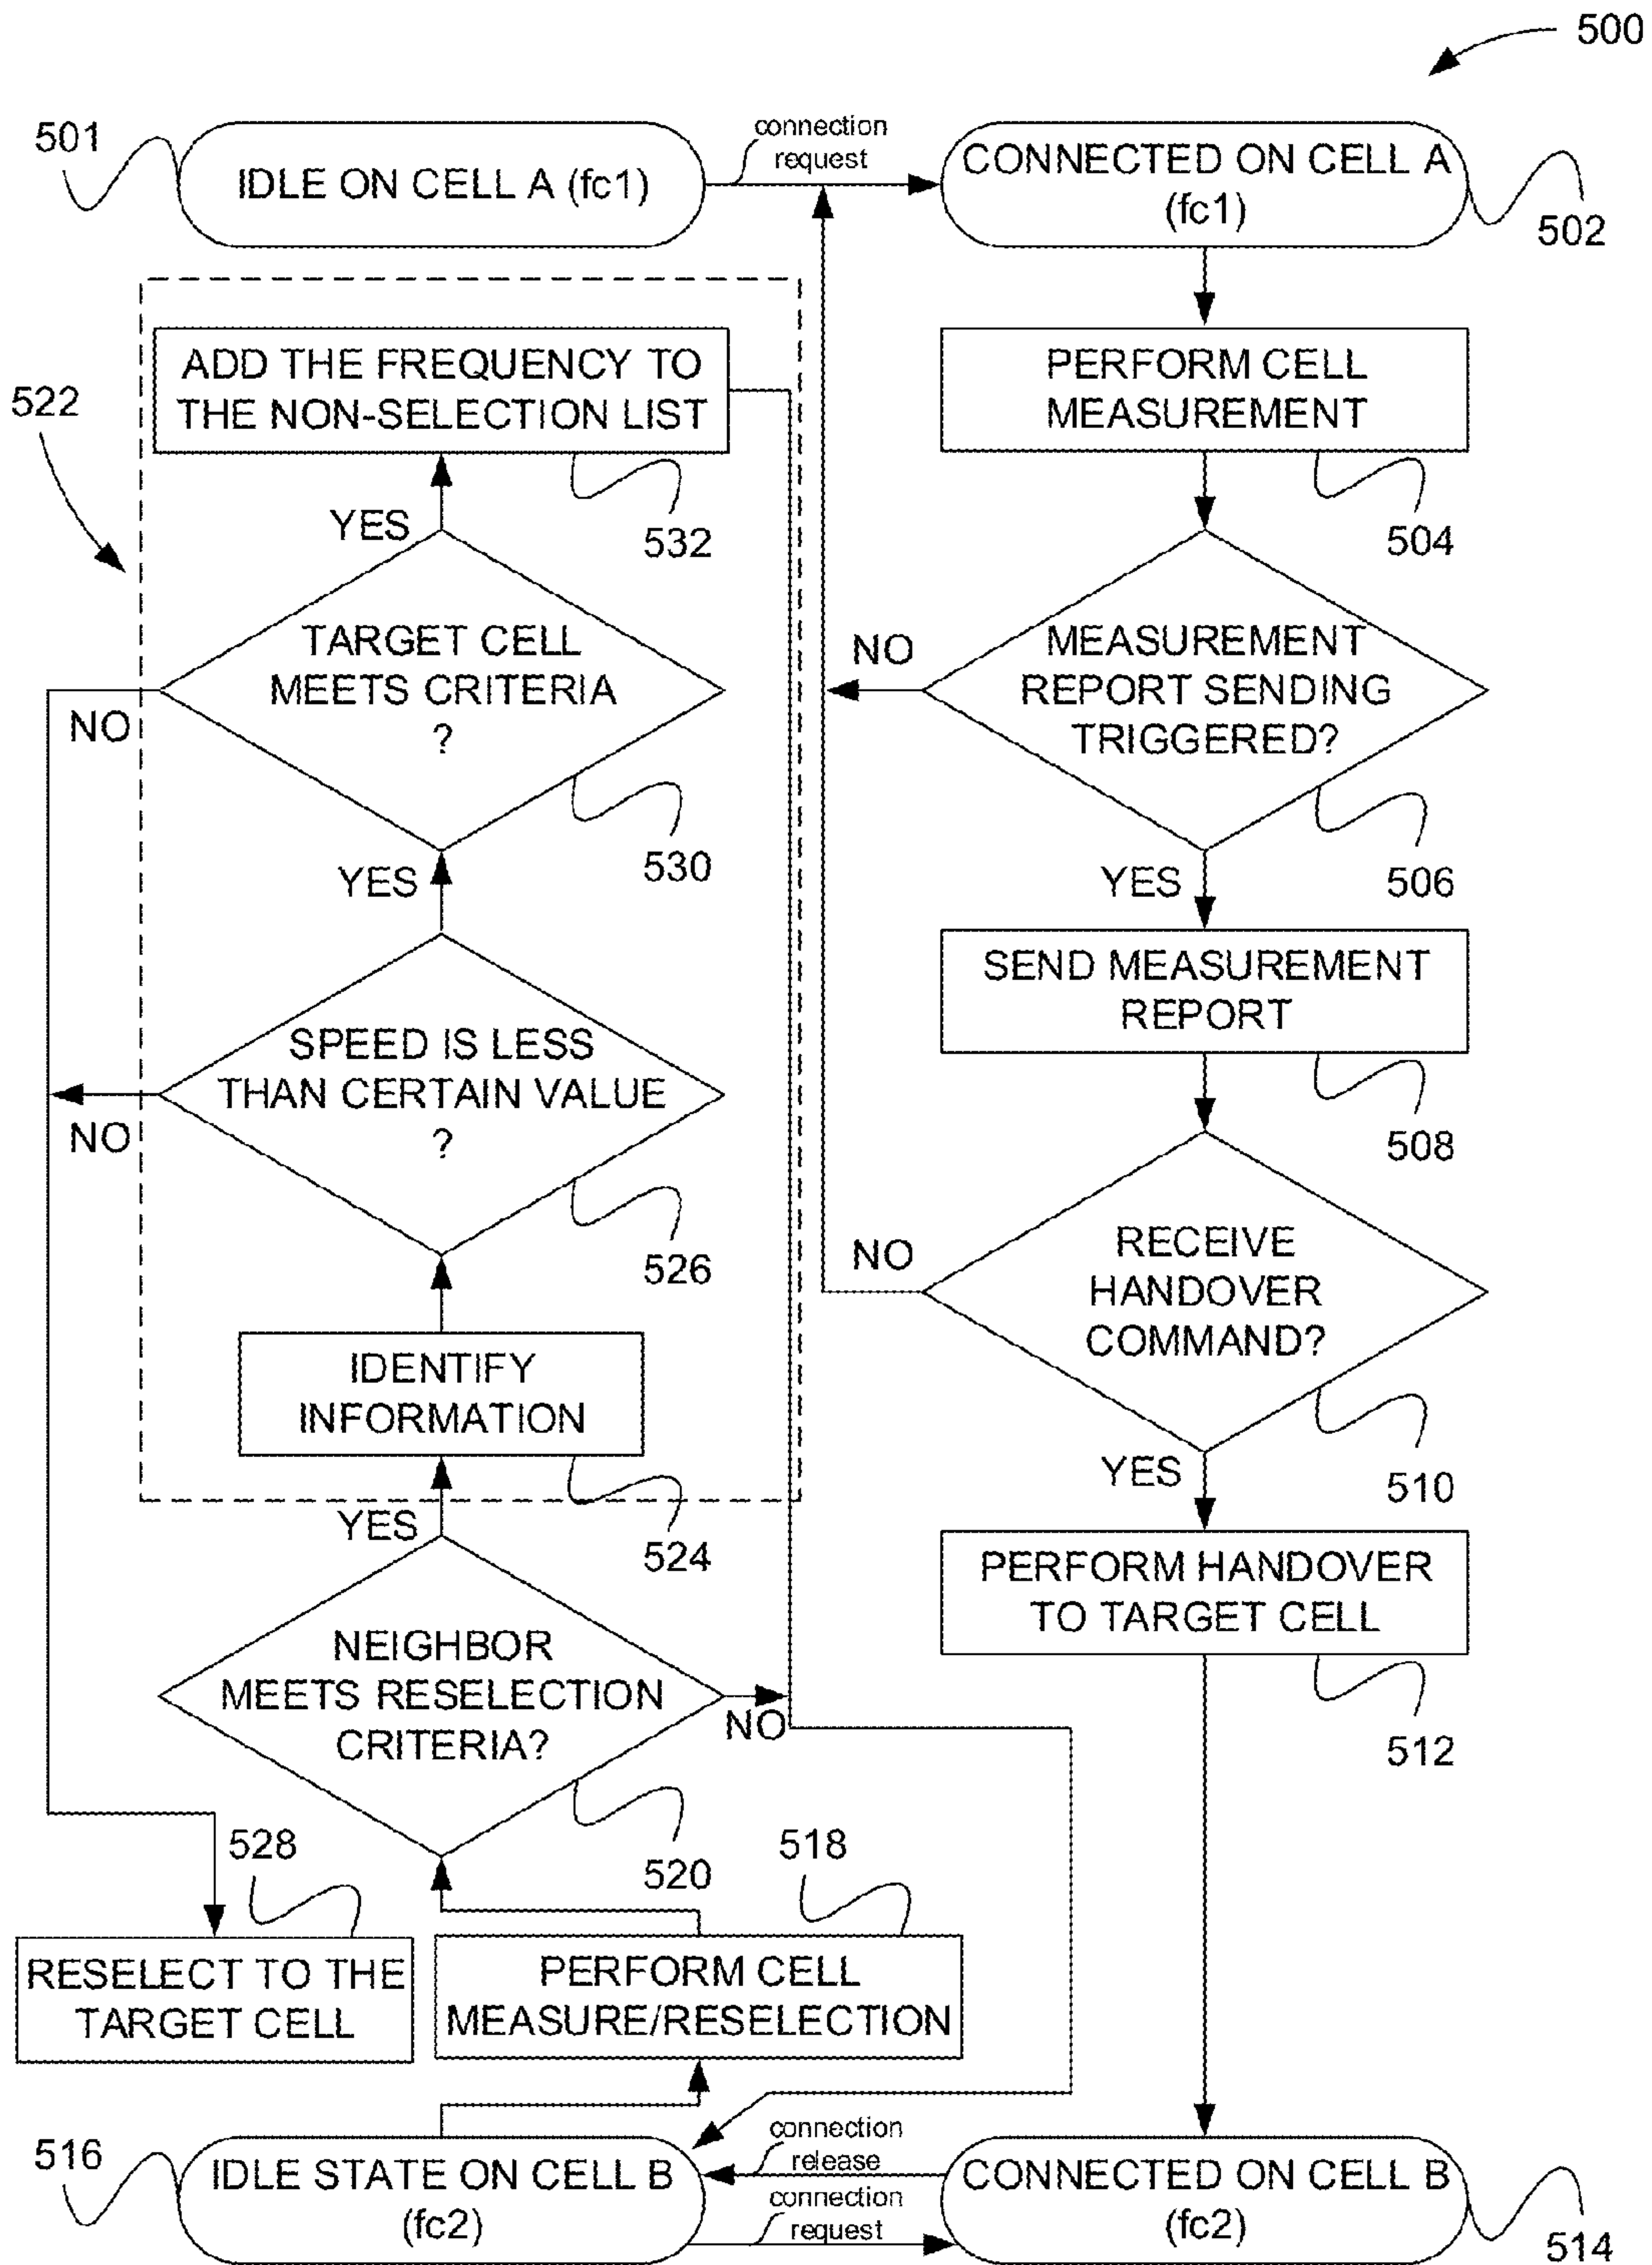 500
501
IDLE ON CELL A (fc1)
connection
request
CONNECTED ON CELL A
(fc1)
502
522
ADD THE FREQUENCY TO
THE NON-SELECTION LIST
532
PERFORM CELL
MEASUREMENT
504
YES
TARGET CELL
MEETS CRITERIA
?
NO
530
MEASUREMENT
REPORT SENDING
TRIGGERED?
NO
506
YES
YES
SEND MEASUREMENT
REPORT
508
SPEED IS LESS
THAN CERTAIN VALUE
?
NO
526
RECEIVE
HANDOVER
COMMAND?
NO
510
YES
IDENTIFY
INFORMATION
524
YES
PERFORM HANDOVER
TO TARGET CELL
512
NEIGHBOR
MEETS RESELECTION
CRITERIA?
NO
520
528
RESELECT TO THE
TARGET CELL
518
PERFORM CELL
MEASURE/RESELECTION
516
IDLE STATE ON CELL B
(fc2)
connection
release
connection
request
CONNECTED ON CELL B
(fc2)
514